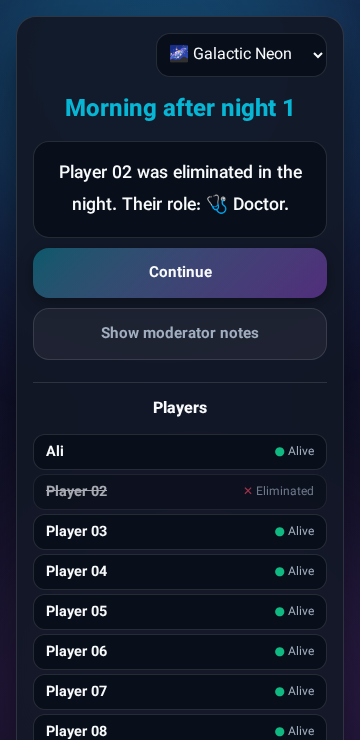 🌌 Galactic Neon
Morning after night 1
Player 02 was eliminated in the
night. Their role: 🩺 Doctor.
Continue
Show moderator notes
Players
Ali Alive
Player 02 × Eliminated
Player 03 Alive
Player 04 Alive
Player 05 Alive
Player 06 Alive
Player 07 Alive
Player 08 Alive